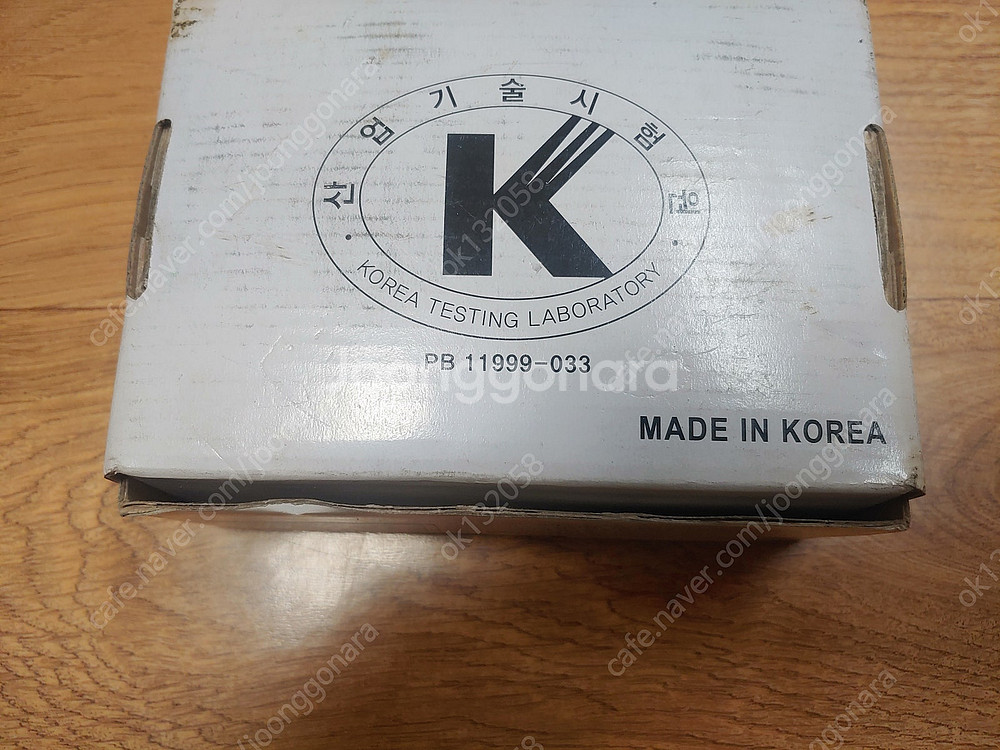 산업기술시험원
K
KOREA TESTING LABORATORY
PB 11999-033
MADE IN KOREA
joonggonara
cafe.naver.com/joonggonara
ok132058